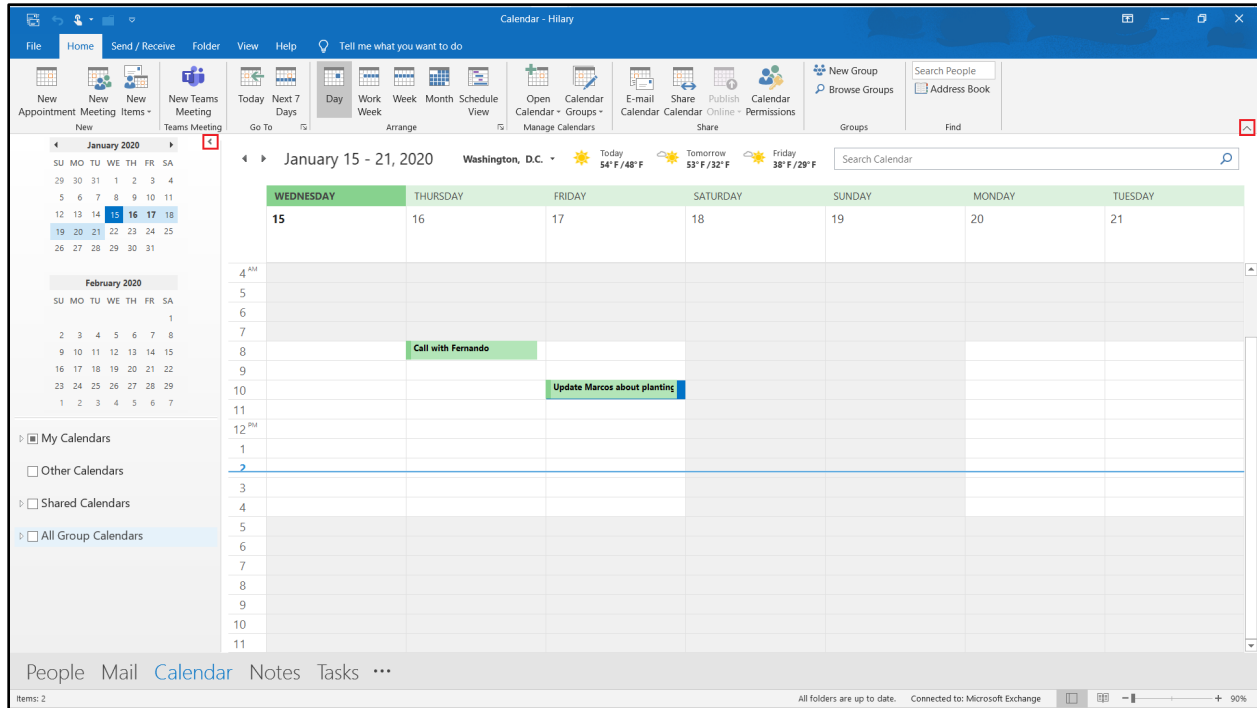 Calendar - Hilary
File Home Send / Receive Folder View Help Tell me what you want to do
New Appointment
New Meeting
New Items
New
New Teams Meeting
Teams Meeting
Today
Next 7 Days
Go To
Day
Work Week
Week
Month
Schedule View
Arrange
Open Calendar
Calendar Groups
Manage Calendars
E-mail Calendar
Share Calendar
Publish Online
Calendar Permissions
Share
New Group
Browse Groups
Groups
Search People
Address Book
Find
January 2020
SU MO TU WE TH FR SA
29 30 31 1 2 3 4
5 6 7 8 9 10 11
12 13 14 15 16 17 18
19 20 21 22 23 24 25
26 27 28 29 30 31
February 2020
SU MO TU WE TH FR SA
1
2 3 4 5 6 7 8
9 10 11 12 13 14 15
16 17 18 19 20 21 22
23 24 25 26 27 28 29
1 2 3 4 5 6 7
My Calendars
Other Calendars
Shared Calendars
All Group Calendars
January 15 - 21, 2020 Washington, D.C.
Today 54°F/48°F
Tomorrow 53°F/32°F
Friday 38°F/29°F
Search Calendar
WEDNESDAY THURSDAY FRIDAY SATURDAY SUNDAY MONDAY TUESDAY
15 16 17 18 19 20 21
4 AM
5
6
7
8 Call with Fernando
9
10 Update Marcos about planting
11
12 PM
1
2
3
4
5
6
7
8
9
10
11
People Mail Calendar Notes Tasks •••
Items: 2 All folders are up to date. Connected to: Microsoft Exchange 90%